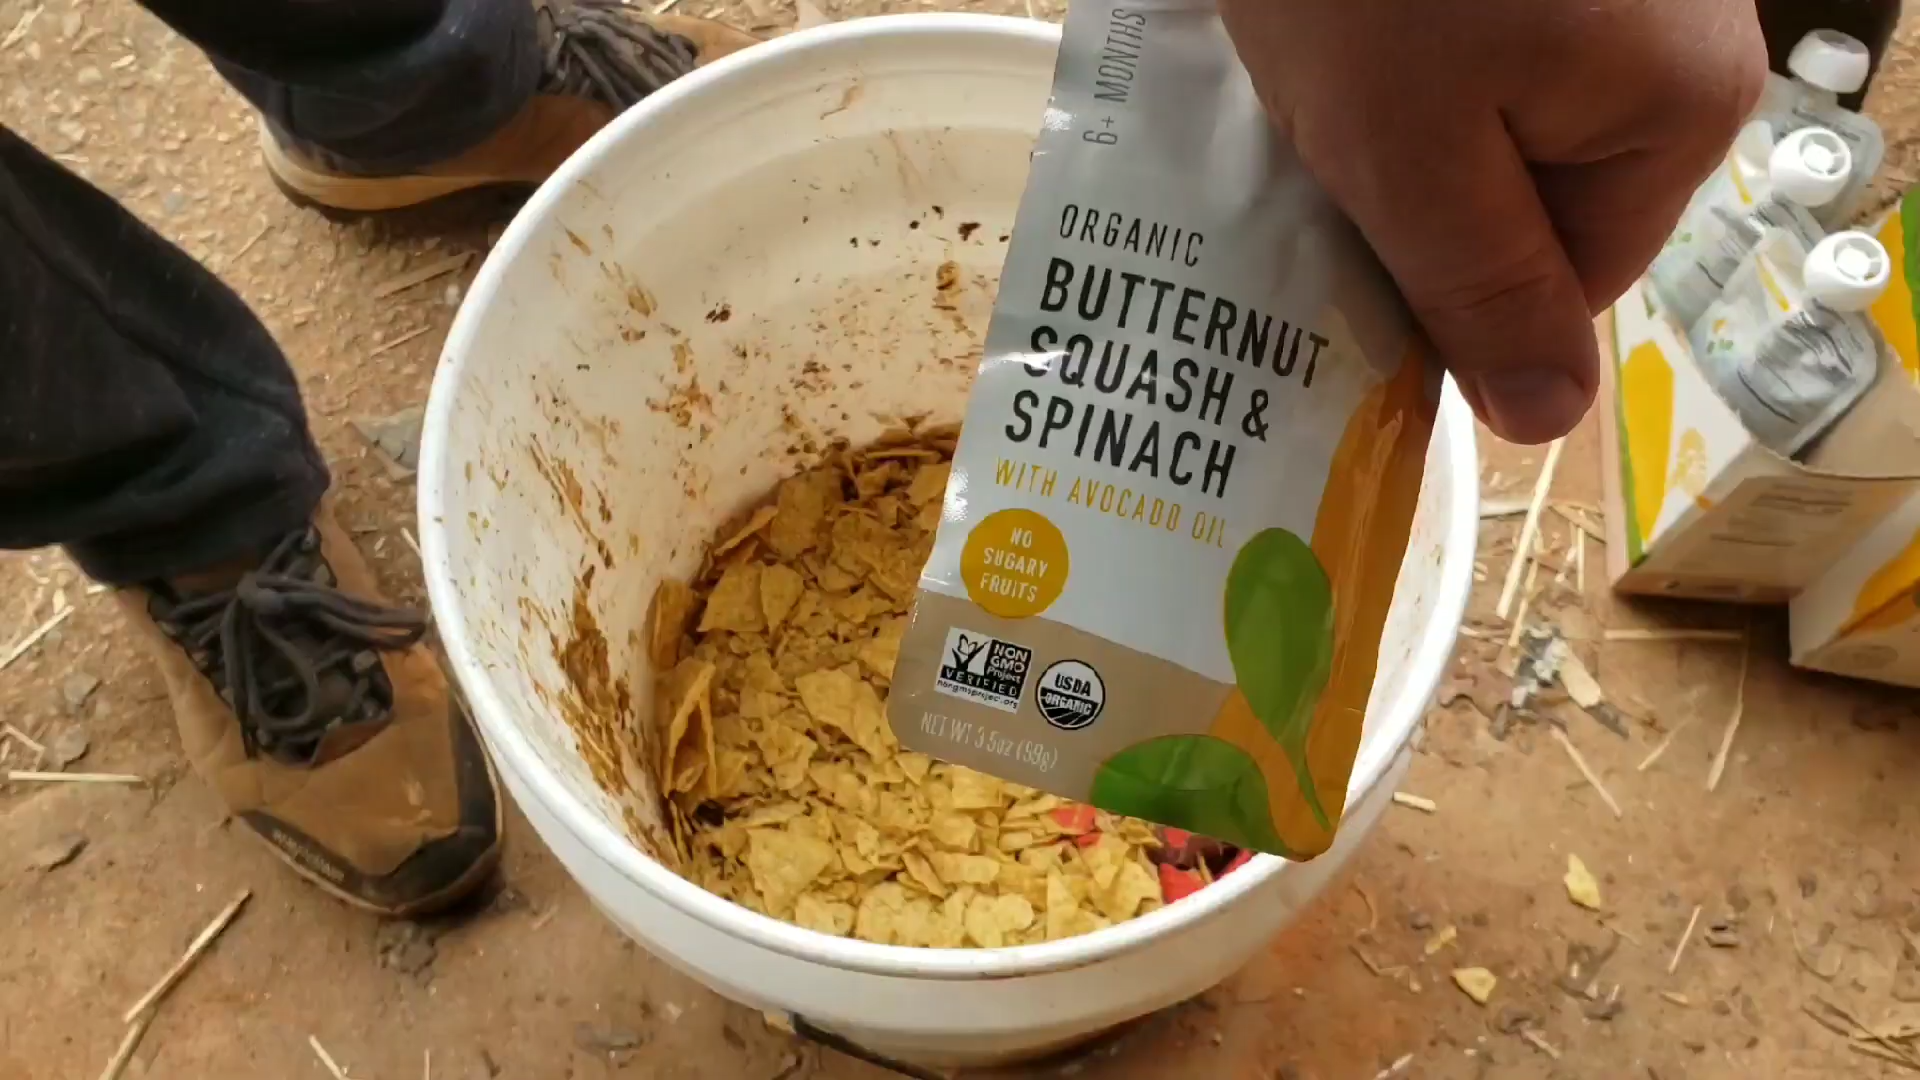 6+ MONTHS
ORGANIC
BUTTERNUT
SQUASH &
SPINACH
WITH AVOCADO OIL
NO
SUGARY
FRUITS
NON
GMO
Project
VERIFIED
nongmoproject.org
USDA
ORGANIC
NET WT 3.5oz (99g)